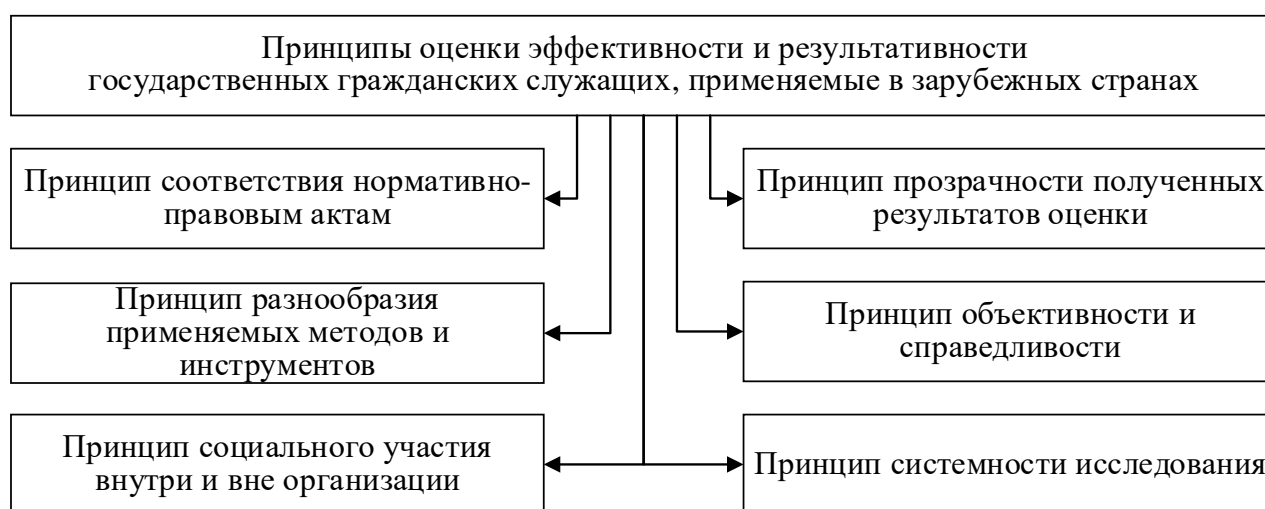 Принципы оценки эффективности и результативности
государственных гражданских служащих, применяемые в зарубежных странах
Принцип соответствия нормативно-
правовым актам
Принцип прозрачности полученных
результатов оценки
Принцип разнообразия
применяемых методов и
инструментов
Принцип объективности и
справедливости
Принцип социального участия
внутри и вне организации
Принцип системности исследования